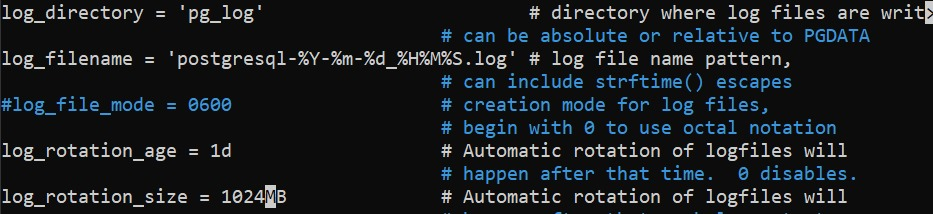 log_directory = 'pg_log' # directory where log files are writ>
# can be absolute or relative to PGDATA
log_filename = 'postgresql-%Y-%m-%d_%H%M%S.log' # log file name pattern,
# can include strftime() escapes
#log_file_mode = 0600 # creation mode for log files,
# begin with 0 to use octal notation
log_rotation_age = 1d # Automatic rotation of logfiles will
# happen after that time.  0 disables.
log_rotation_size = 1024MB # Automatic rotation of logfiles will